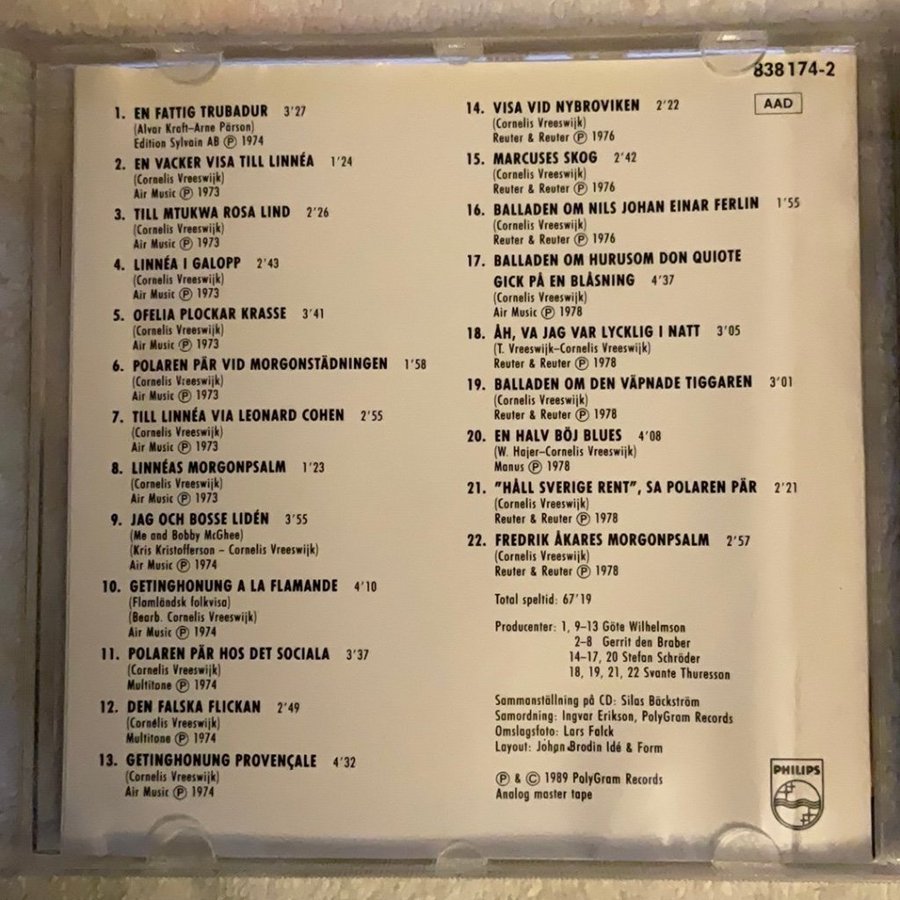 838 174-2
AAD
1. EN FATTIG TRUBADUR 3'27
(Alvar Kraft–Arne Pärson)
Edition Sylvain AB Ⓟ 1974
2. EN VACKER VISA TILL LINNÉA 1'24
(Cornelis Vreeswijk)
Air Music Ⓟ 1973
3. TILL MTUKWA ROSA LIND 2'26
(Cornelis Vreeswijk)
Air Music Ⓟ 1973
4. LINNÉA I GALOPP 2'43
(Cornelis Vreeswijk)
Air Music Ⓟ 1973
5. OFELIA PLOCKAR KRASSE 3'41
(Cornelis Vreeswijk)
Air Music Ⓟ 1973
6. POLAREN PÄR VID MORGONSTÄDNINGEN 1'58
(Cornelis Vreeswijk)
Air Music Ⓟ 1973
7. TILL LINNÉA VIA LEONARD COHEN 2'55
(Cornelis Vreeswijk)
Air Music Ⓟ 1973
8. LINNÉAS MORGONPSALM 1'23
(Cornelis Vreeswijk)
Air Music Ⓟ 1973
9. JAG OCH BOSSE LIDÉN 3'55
(Me and Bobby McGhee)
(Kris Kristofferson – Cornelis Vreeswijk)
Air Music Ⓟ 1974
10. GETINGHONUNG A LA FLAMANDE 4'10
(Flamländsk folkvisa)
(Bearb. Cornelis Vreeswijk)
Air Music Ⓟ 1974
11. POLAREN PÄR HOS DET SOCIALA 3'37
(Cornelis Vreeswijk)
Multitone Ⓟ 1974
12. DEN FALSKA FLICKAN 2'49
(Cornélis Vreeswijk)
Multitone Ⓟ 1974
13. GETINGHONUNG PROVENÇALE 4'32
(Cornelis Vreeswijk)
Air Music Ⓟ 1974
14. VISA VID NYBROVIKEN 2'22
(Cornelis Vreeswijk)
Reuter & Reuter Ⓟ 1976
15. MARCUSES SKOG 2'42
(Cornelis Vreeswijk)
Reuter & Reuter Ⓟ 1976
16. BALLADEN OM NILS JOHAN EINAR FERLIN 1'55
(Cornelis Vreeswijk)
Reuter & Reuter Ⓟ 1976
17. BALLADEN OM HURUSOM DON QUIOTE
GICK PÅ EN BLÅSNING 4'37
(Cornelis Vreeswijk)
Air Music Ⓟ 1978
18. ÅH, VA JAG VAR LYCKLIG I NATT 3'05
(T. Vreeswijk–Cornelis Vreeswijk)
Reuter & Reuter Ⓟ 1978
19. BALLADEN OM DEN VÄPNADE TIGGAREN 3'01
(Cornelis Vreeswijk)
Reuter & Reuter Ⓟ 1978
20. EN HALV BÖJ BLUES 4'08
(W. Hajer–Cornelis Vreeswijk)
Manus Ⓟ 1978
21. "HÅLL SVERIGE RENT", SA POLAREN PÄR 2'21
(Cornelis Vreeswijk)
Reuter & Reuter Ⓟ 1978
22. FREDRIK ÅKARES MORGONPSALM 2'57
(Cornelis Vreeswijk)
Reuter & Reuter Ⓟ 1978
Total speltid: 67'19
Producenter: 1, 9–13 Göte Wilhelmson
2–8 Gerrit den Braber
14–17, 20 Stefan Schröder
18, 19, 21, 22 Svante Thuresson
Sammanställning på CD: Silas Bäckström
Samordning: Ingvar Erikson, PolyGram Records
Omslagsfoto: Lars Falck
Layout: Johan Brodin Idé & Form
Ⓟ & © 1989 PolyGram Records
Analog master tape
PHILIPS